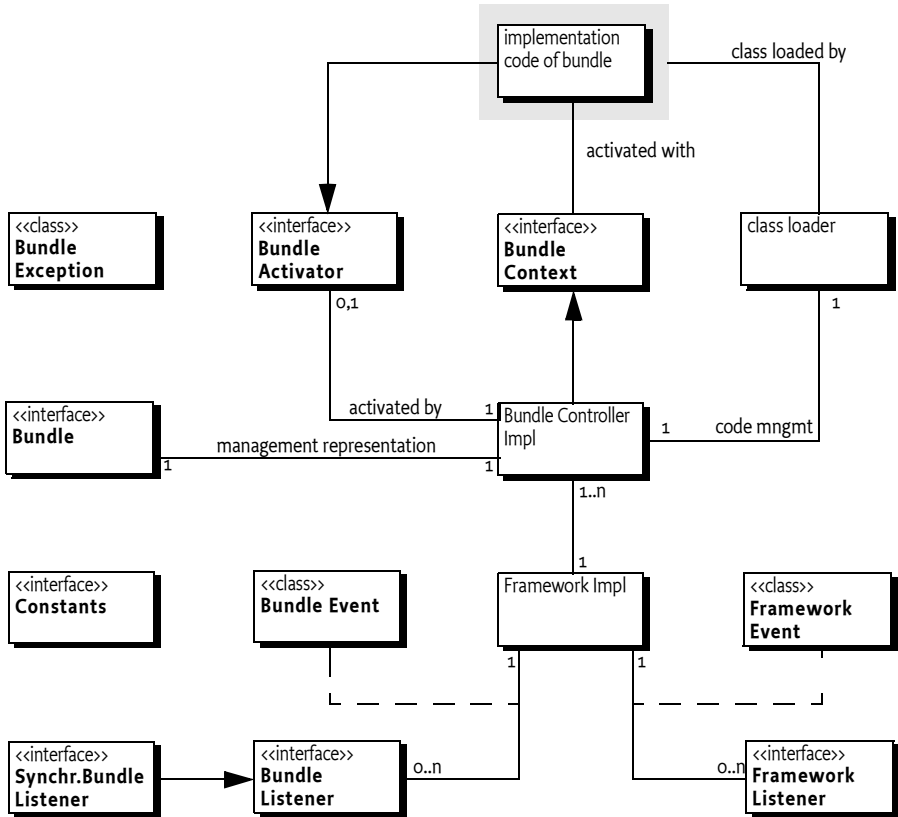 implementation
code of bundle
class loaded by
activated with
<<class>>
Bundle
Exception
<<interface>>
Bundle
Activator
<<interface>>
Bundle
Context
class loader
0,1
1
activated by
1
<<interface>>
Bundle
Bundle Controller
Impl
1
code mngmt
management representation
1
1
1..n
1
<<interface>>
Constants
<<class>>
Bundle Event
Framework Impl
<<class>>
Framework
Event
1
1
<<interface>>
Synchr.Bundle
Listener
<<interface>>
Bundle
Listener
0..n
0..n
<<interface>>
Framework
Listener